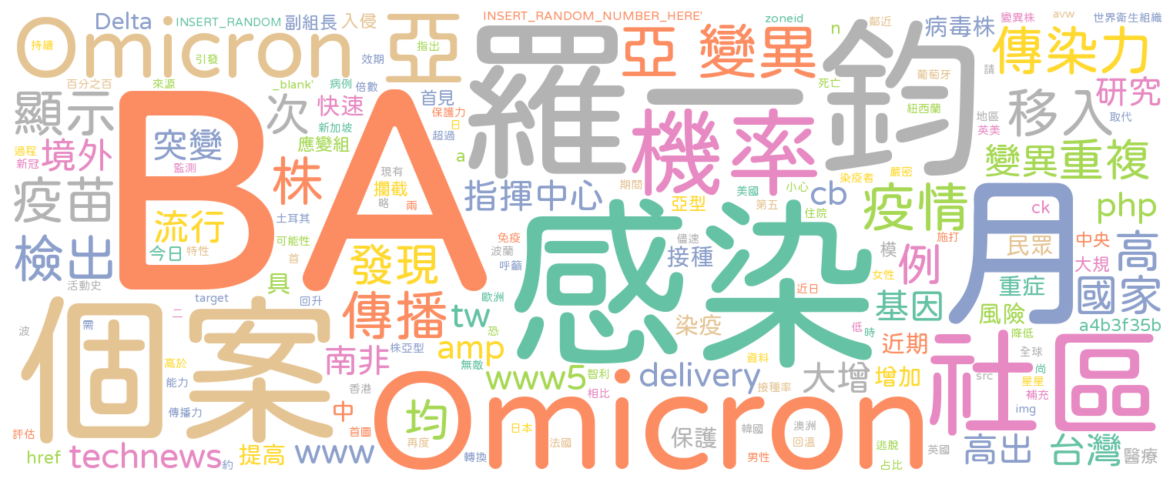 Omicron
亞
羅一鈞
亞
變異
傳染力
Delta
INSERT_RANDOM
副組長
入侵
INSERT_RANDOM_NUMBER_HERE'
zoneid
n
鄰近
病毒株
變異株
avw
世界衛生組織
持續
引發
指出
效期
百分之百
來源
_blank'
病例
倍數
死亡
葡萄牙
請
顯示
BA
次
快速
首見
保護力
日
新加坡
應變組
超過
機率
紐西蘭
移入
地區
英美
研究
取代
過程
新冠
境外
突變
監測
株
a
現有
攔截
略
兩
指揮中心
期間
亞型
美國
小心
第五
染疫者
嚴密
cb
住院
變異
重複
疫苗
流行
土耳其
感染
疫情
月
ck
php
施打
民眾
中央
大規
高
檢出
今日
特性
可能性
首
發現
免疫
波蘭
呼籲
儘速
接種
模
例
女性
活動史
具
target
二
回升
個案
傳播
歐洲
tw
恐
近日
染疫
基因
重症
風險
國家
a4b3f35b
波
需
高於
能力
傳播力
南非
株亞型
無敵
amp
資料
低
時
近期
降低
全球
尚
社區
香港
中
www5
智利
相比
delivery
接種率
大增
增加
src
星星
補充
img
評估
href
technews
約
提高
www
首圖
均
再度
Omicron
轉換
日本
法國
保護
韓國
男性
澳洲
回溫
逃脫
占比
英國
高出
台灣
醫療